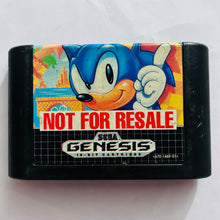 NOT FOR RESALE
SEGA
GENESIS
16-BIT CARTRIDGE